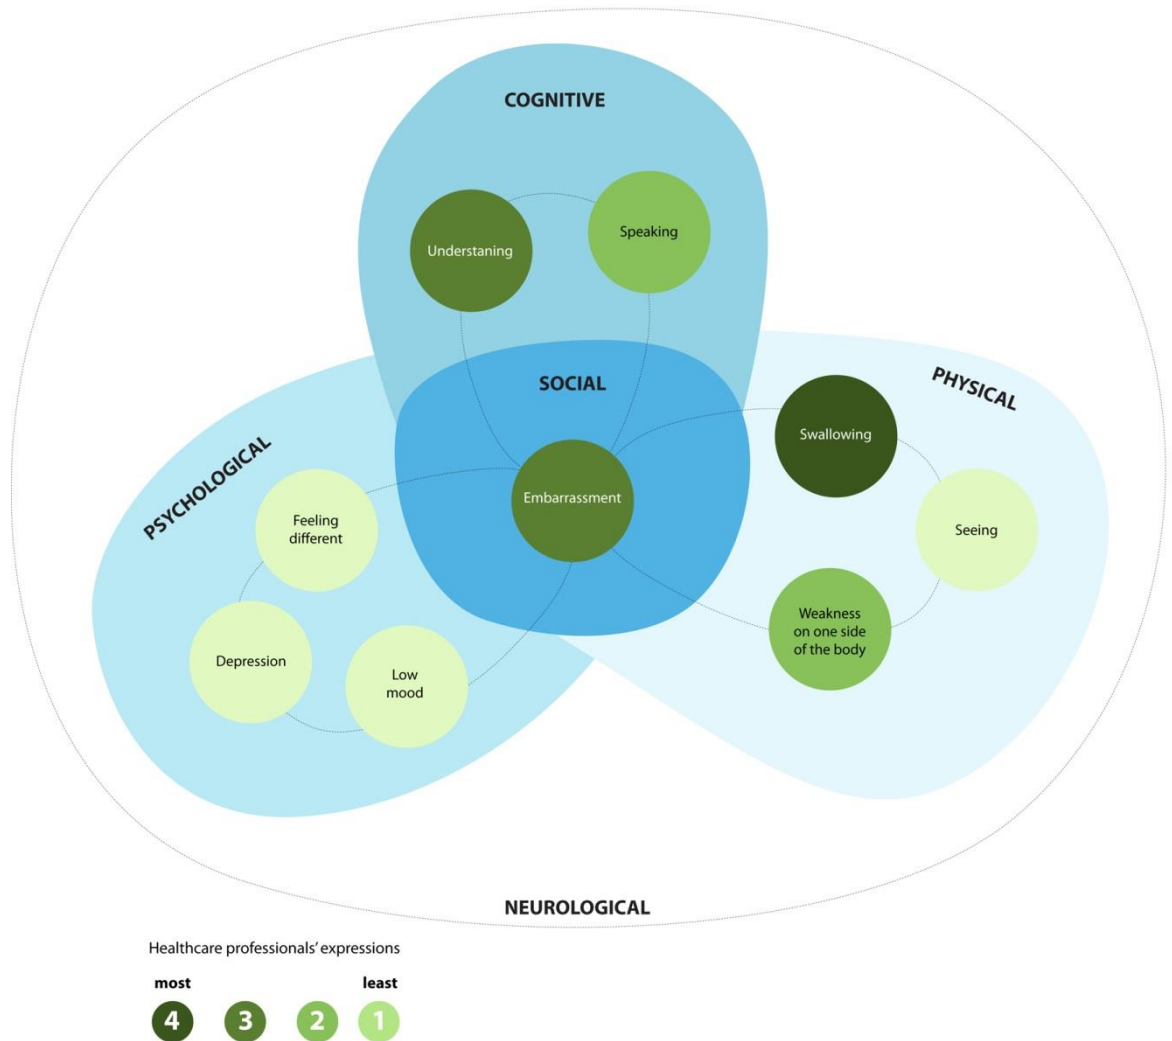 COGNITIVE
Understaning
Speaking
SOCIAL
Embarrassment
PHYSICAL
Swallowing
Seeing
Weakness
on one side
of the body
PSYCHOLOGICAL
Feeling
different
Depression
Low
mood
NEUROLOGICAL
Healthcare professionals' expressions
most least
4 3 2 1